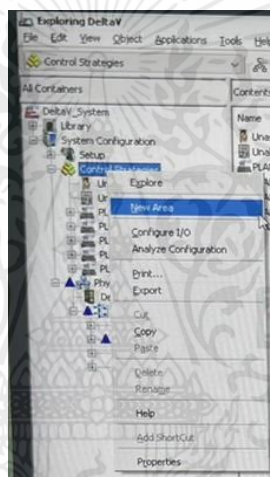 Exploring DeltaV
File Edit View Object Applications Tools Help
Control Strategies
All Containers
Contents
DeltaV_System
Name
Library
System Configuration
Setup
Control Strategies
Explore
New Area
Configure I/O
Analyze Configuration
Print...
Export
Cut
Copy
Paste
Delete
Rename
Help
Add ShortCut
Properties